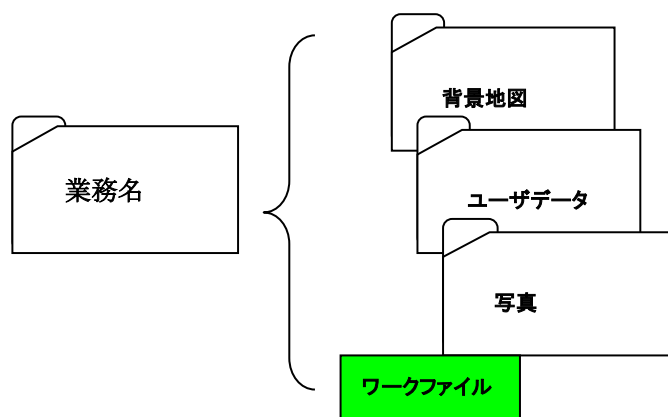 業務名
背景地図
ユーザデータ
写真
ワークファイル